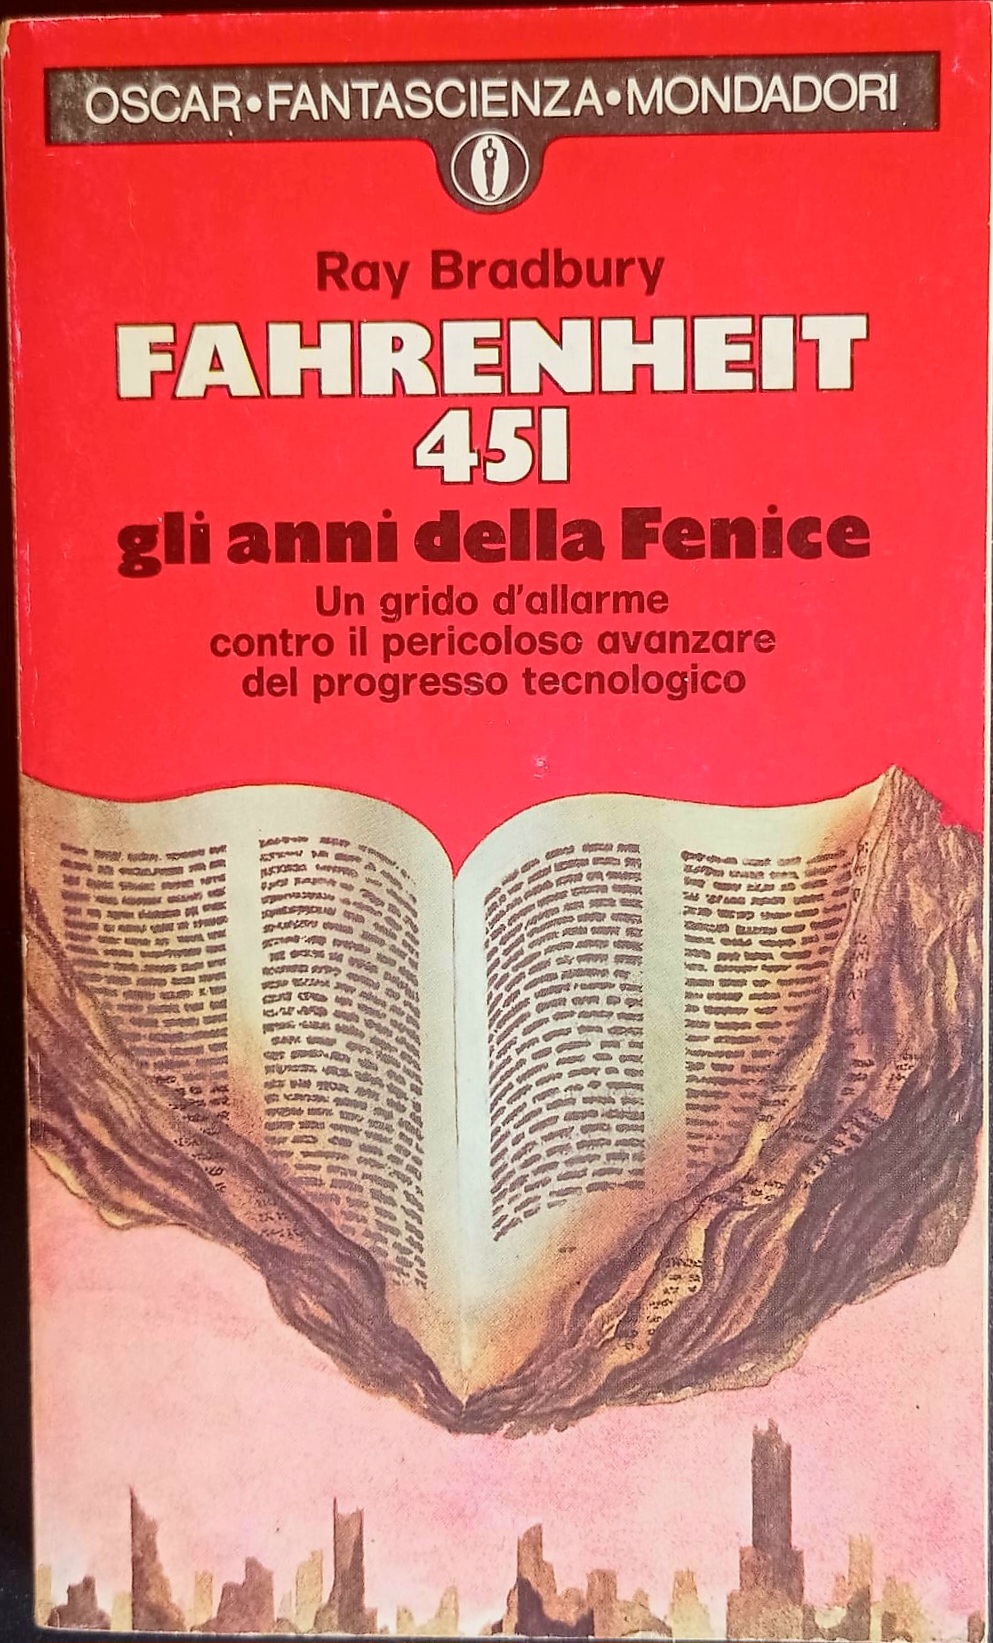 OSCAR•FANTASCIENZA•MONDADORI
Ray Bradbury
FAHRENHEIT
451
gli anni della Fenice
Un grido d'allarme
contro il pericoloso avanzare
del progresso tecnologico